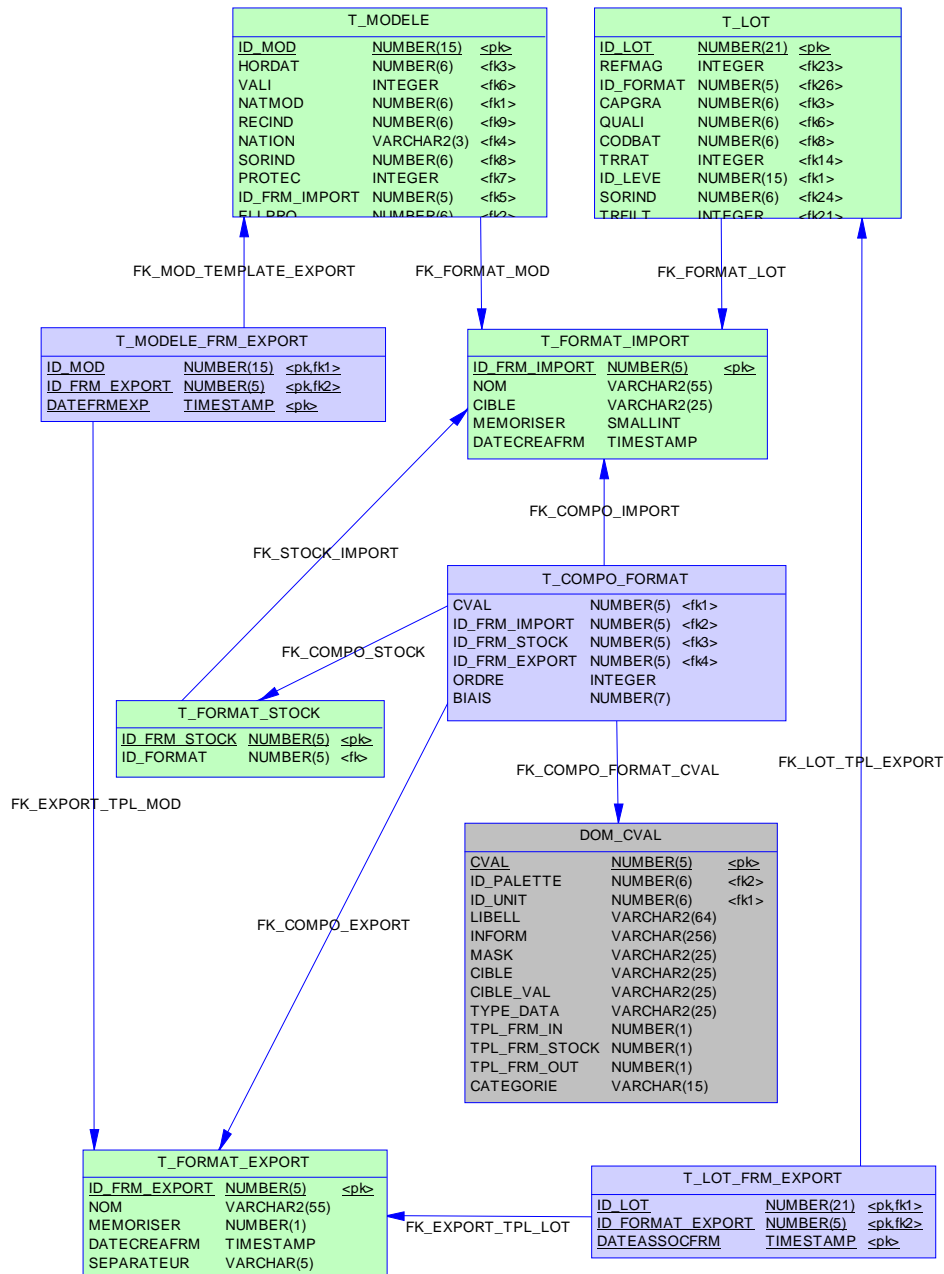 T_MODELE
ID_MOD NUMBER(15) <pk>
HORDAT NUMBER(6) <fk3>
VALI INTEGER <fk6>
NATMOD NUMBER(6) <fk1>
RECIND NUMBER(6) <fk9>
NATION VARCHAR2(3) <fk4>
SORIND NUMBER(6) <fk8>
PROTEC INTEGER <fk7>
ID_FRM_IMPORT NUMBER(5) <fk5>
ELLPRO NUMBER(6) <fk2>
T_LOT
ID_LOT NUMBER(21) <pk>
REFMAG INTEGER <fk23>
ID_FORMAT NUMBER(5) <fk26>
CAPGRA NUMBER(6) <fk3>
QUALI NUMBER(6) <fk6>
CODBAT NUMBER(6) <fk8>
TRRAT INTEGER <fk14>
ID_LEVE NUMBER(15) <fk1>
SORIND NUMBER(6) <fk24>
TRFILT INTEGER <fk21>
FK_MOD_TEMPLATE_EXPORT
FK_FORMAT_MOD
FK_FORMAT_LOT
T_MODELE_FRM_EXPORT
ID_MOD NUMBER(15) <pk,fk1>
ID_FRM_EXPORT NUMBER(5) <pk,fk2>
DATEFRMEXP TIMESTAMP <pk>
T_FORMAT_IMPORT
ID_FRM_IMPORT NUMBER(5) <pk>
NOM VARCHAR2(55)
CIBLE VARCHAR2(25)
MEMORISER SMALLINT
DATECREAFRM TIMESTAMP
FK_COMPO_IMPORT
FK_STOCK_IMPORT
T_COMPO_FORMAT
CVAL NUMBER(5) <fk1>
ID_FRM_IMPORT NUMBER(5) <fk2>
ID_FRM_STOCK NUMBER(5) <fk3>
ID_FRM_EXPORT NUMBER(5) <fk4>
ORDRE INTEGER
BIAIS NUMBER(7)
FK_COMPO_STOCK
T_FORMAT_STOCK
ID_FRM_STOCK NUMBER(5) <pk>
ID_FORMAT NUMBER(5) <fk>
FK_COMPO_FORMAT_CVAL
FK_LOT_TPL_EXPORT
FK_EXPORT_TPL_MOD
DOM_CVAL
CVAL NUMBER(5) <pk>
ID_PALETTE NUMBER(6) <fk2>
ID_UNIT NUMBER(6) <fk1>
LIBELL VARCHAR2(64)
INFORM VARCHAR(256)
MASK VARCHAR2(25)
CIBLE VARCHAR2(25)
CIBLE_VAL VARCHAR2(25)
TYPE_DATA VARCHAR2(25)
TPL_FRM_IN NUMBER(1)
TPL_FRM_STOCK NUMBER(1)
TPL_FRM_OUT NUMBER(1)
CATEGORIE VARCHAR(15)
FK_COMPO_EXPORT
T_FORMAT_EXPORT
ID_FRM_EXPORT NUMBER(5) <pk>
NOM VARCHAR2(55)
MEMORISER NUMBER(1)
DATECREAFRM TIMESTAMP
SEPARATEUR VARCHAR(5)
FK_EXPORT_TPL_LOT
T_LOT_FRM_EXPORT
ID_LOT NUMBER(21) <pk,fk1>
ID_FORMAT_EXPORT NUMBER(5) <pk,fk2>
DATEASSOCFRM TIMESTAMP <pk>